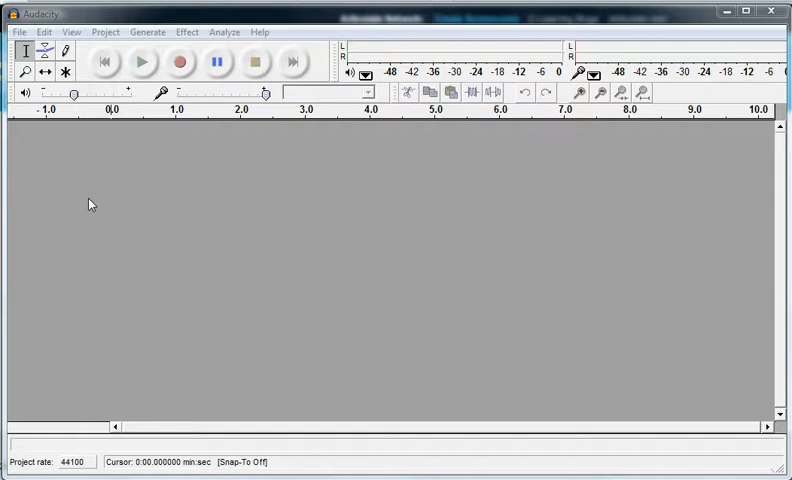 Audacity
File Edit View Project Generate Effect Analyze Help
L
R
-48 -42 -36 -30 -24 -18 -12 -6 0
L
R
-48 -42 -36 -30 -24 -18 -12 -6 0
- + - +
- 1.0 0.0 1.0 2.0 3.0 4.0 5.0 6.0 7.0 8.0 9.0 10.0
Project rate: 44100 Cursor: 0:00.000000 min:sec [Snap-To Off]